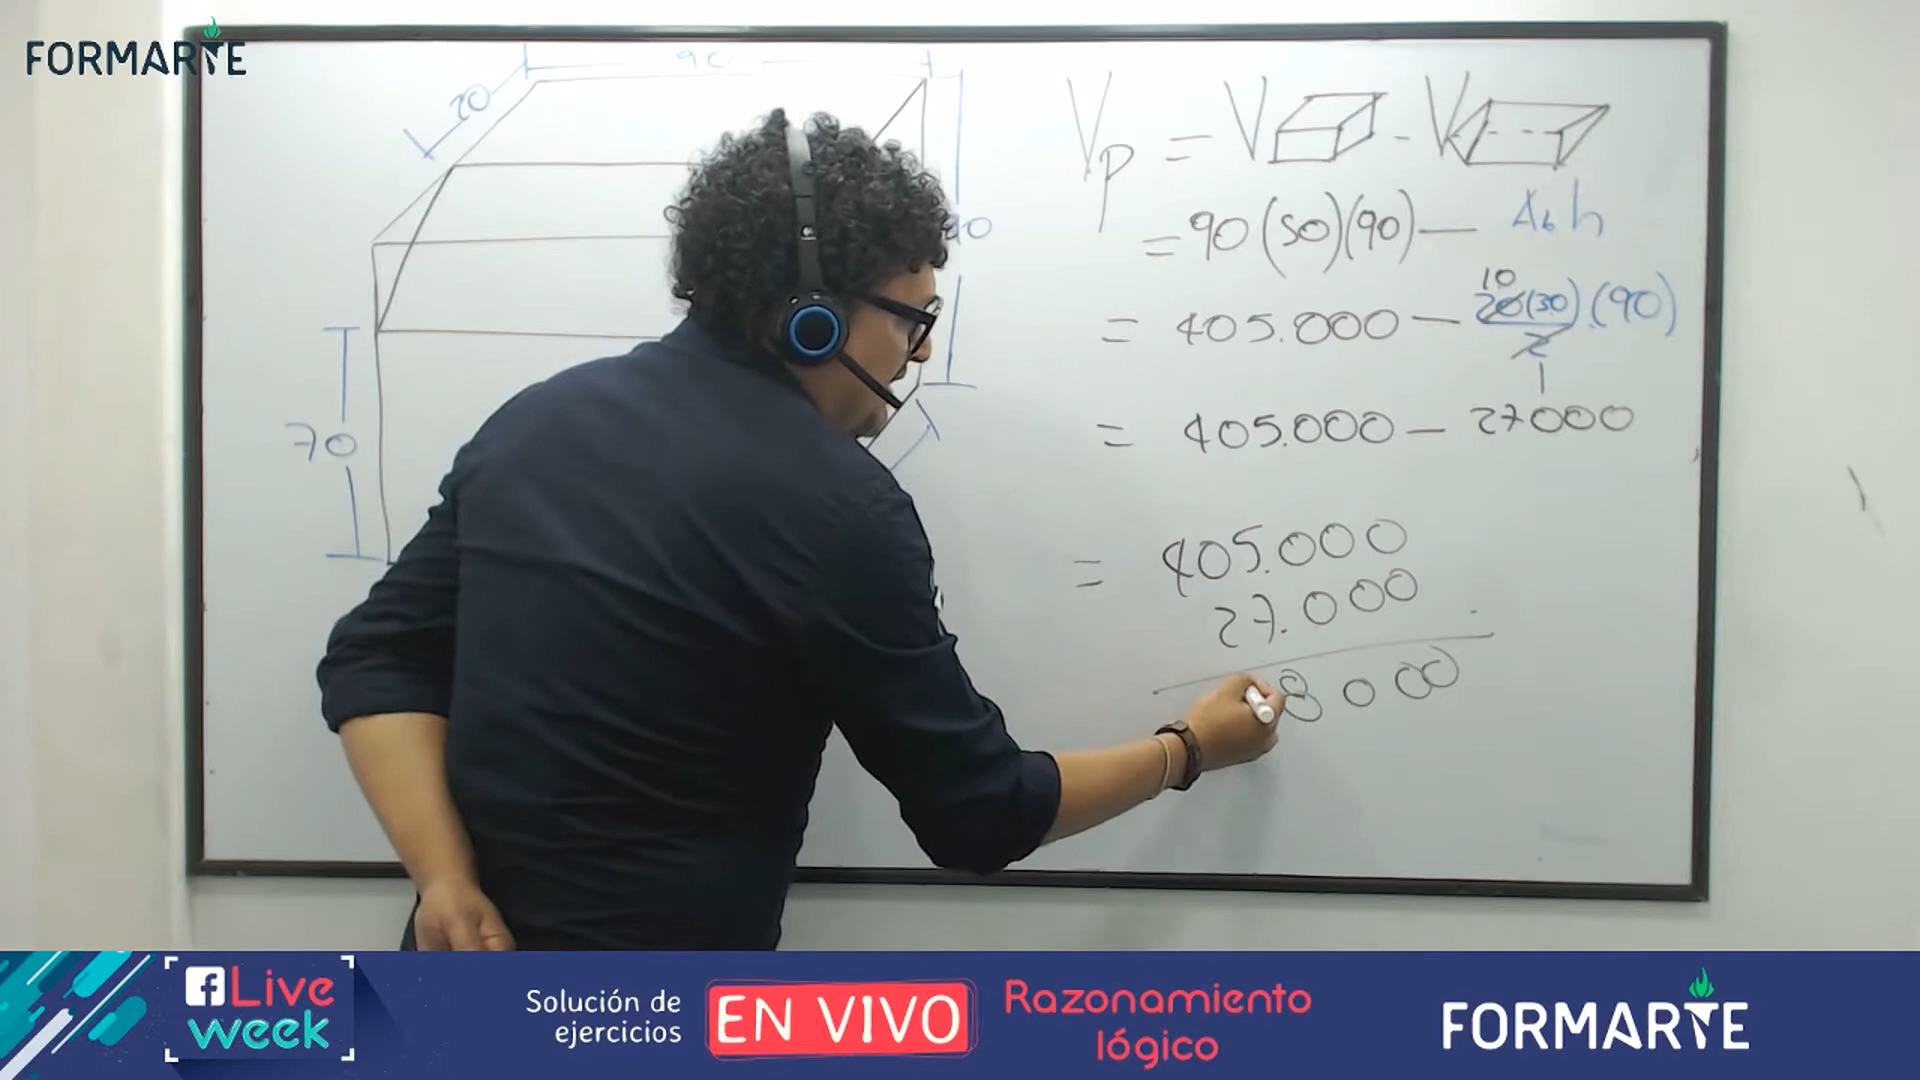 FORMARTE
90
20
70
Vp = V - V
= 90(50)(90) - Ab h
10
= 405.000 - 20(30) . (90)
2
1
= 405.000 - 27000
= 405.000
27.000
8000
Live
week
Solución de
ejercicios
EN VIVO
Razonamiento
lógico
FORMARTE